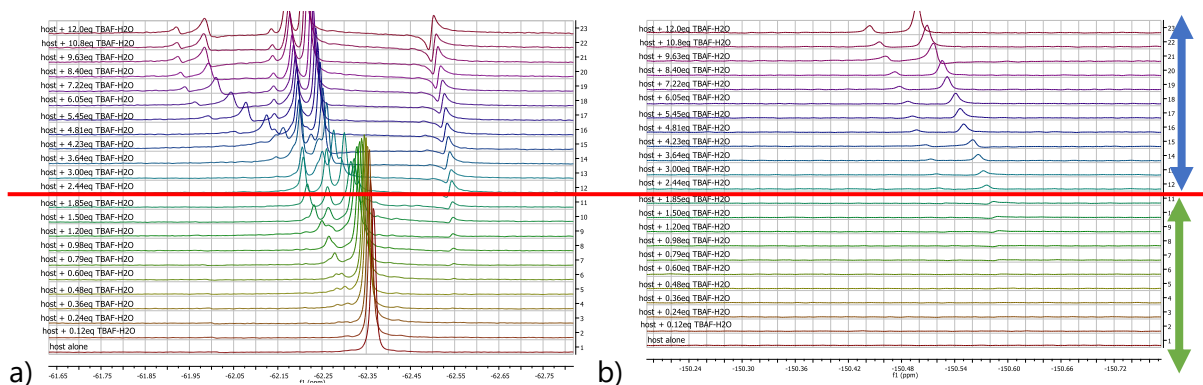 host + 12.0eq TBAF-H2O
host + 10.8eq TBAF-H2O
host + 9.63eq TBAF-H2O
host + 8.40eq TBAF-H2O
host + 7.22eq TBAF-H2O
host + 6.05eq TBAF-H2O
host + 5.45eq TBAF-H2O
host + 4.81eq TBAF-H2O
host + 4.23eq TBAF-H2O
host + 3.64eq TBAF-H2O
host + 3.00eq TBAF-H2O
host + 2.44eq TBAF-H2O
host + 1.85eq TBAF-H2O
host + 1.50eq TBAF-H2O
host + 1.20eq TBAF-H2O
host + 0.98eq TBAF-H2O
host + 0.79eq TBAF-H2O
host + 0.60eq TBAF-H2O
host + 0.48eq TBAF-H2O
host + 0.36eq TBAF-H2O
host + 0.24eq TBAF-H2O
host + 0.12eq TBAF-H2O
host alone
23
22
21
20
19
18
17
16
15
14
13
12
11
10
9
8
7
6
5
4
3
2
1
-61.65 -61.75 -61.85 -61.95 -62.05 -62.15 -62.25 -62.35 -62.45 -62.55 -62.65 -62.75
f1 (ppm)
a)
host + 12.0eq TBAF-H2O
host + 10.8eq TBAF-H2O
host + 9.63eq TBAF-H2O
host + 8.40eq TBAF-H2O
host + 7.22eq TBAF-H2O
host + 6.05eq TBAF-H2O
host + 5.45eq TBAF-H2O
host + 4.81eq TBAF-H2O
host + 4.23eq TBAF-H2O
host + 3.64eq TBAF-H2O
host + 3.00eq TBAF-H2O
host + 2.44eq TBAF-H2O
host + 1.85eq TBAF-H2O
host + 1.50eq TBAF-H2O
host + 1.20eq TBAF-H2O
host + 0.98eq TBAF-H2O
host + 0.79eq TBAF-H2O
host + 0.60eq TBAF-H2O
host + 0.48eq TBAF-H2O
host + 0.36eq TBAF-H2O
host + 0.24eq TBAF-H2O
host + 0.12eq TBAF-H2O
host alone
23
22
21
20
19
18
17
16
15
14
13
12
11
10
9
8
7
6
5
4
3
2
1
-150.24 -150.32 -150.40 -150.48 -150.56 -150.64 -150.72
f1 (ppm)
b)